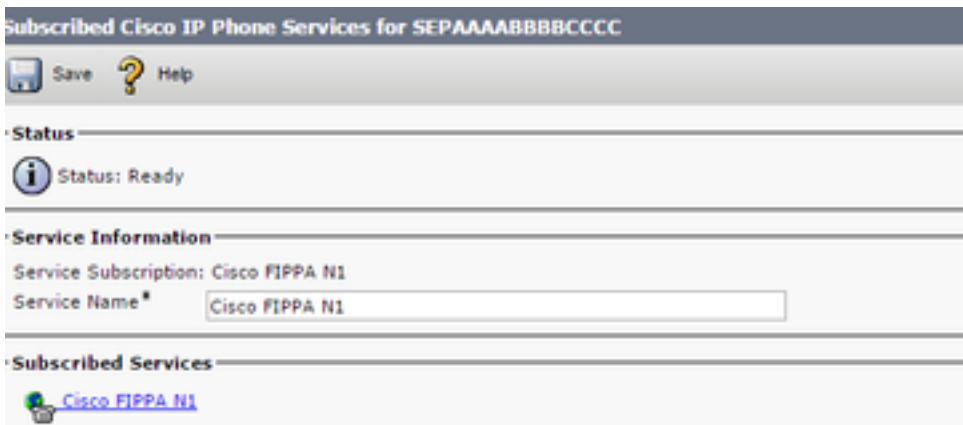 Subscribed Cisco IP Phone Services for SEPAAAABBBBCCCC
Save Help
Status
Status: Ready
Service Information
Service Subscription: Cisco FIPPA N1
Service Name* Cisco FIPPA N1
Subscribed Services
Cisco FIPPA N1